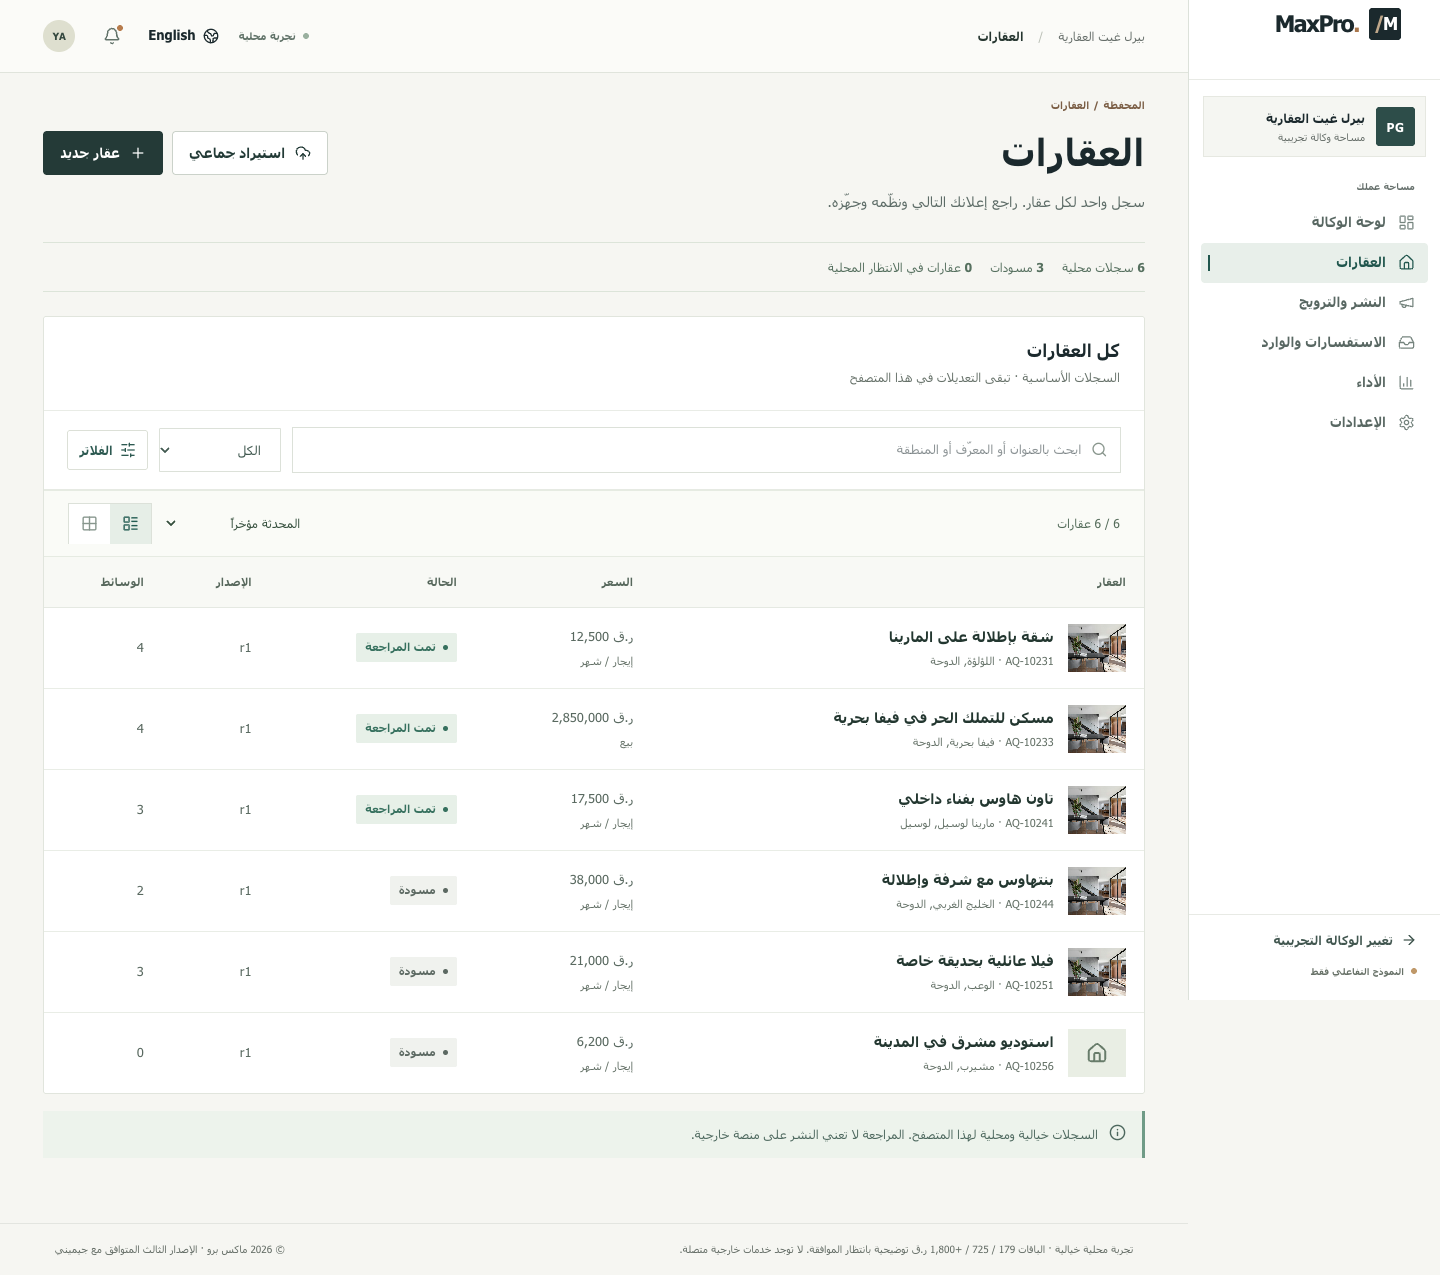 MaxPro.
/M
PG
بيرل غيت العقارية
مساحة وكالة تجريبية
مساحة عملك
لوحة الوكالة
العقارات
النشر والترويج
الاستفسارات والوارد
الأداء
الإعدادات
تغيير الوكالة التجريبية
النموذج التفاعلي فقط
بيرل غيت العقارية / العقارات
تجربة محلية
English
YA
المحفظة / العقارات
العقارات
سجل واحد لكل عقار. راجع إعلانك التالي ونظّمه وجهّزه.
استيراد جماعي
عقار جديد
6 سجلات محلية
3 مسودات
0 عقارات في الانتظار المحلية
كل العقارات
السجلات الأساسية · تبقى التعديلات في هذا المتصفح
ابحث بالعنوان أو المعرّف أو المنطقة
الكل
الفلاتر
6 / 6 عقارات
المحدثة مؤخراً
العقار السعر الحالة الإصدار الوسائط
شقة بإطلالة على المارينا
AQ-10231 · اللؤلؤة, الدوحة
ر.ق 12,500
إيجار / شهر
تمت المراجعة
r1
4
مسكن للتملك الحر في فيفا بحرية
AQ-10233 · فيفا بحرية, الدوحة
ر.ق 2,850,000
بيع
تمت المراجعة
r1
4
تاون هاوس بفناء داخلي
AQ-10241 · مارينا لوسيل, لوسيل
ر.ق 17,500
إيجار / شهر
تمت المراجعة
r1
3
بنتهاوس مع شرفة وإطلالة
AQ-10244 · الخليج الغربي, الدوحة
ر.ق 38,000
إيجار / شهر
مسودة
r1
2
فيلا عائلية بحديقة خاصة
AQ-10251 · الوعب, الدوحة
ر.ق 21,000
إيجار / شهر
مسودة
r1
3
استوديو مشرق في المدينة
AQ-10256 · مشيرب, الدوحة
ر.ق 6,200
إيجار / شهر
مسودة
r1
0
السجلات خيالية ومحلية لهذا المتصفح. المراجعة لا تعني النشر على منصة خارجية.
تجربة محلية خيالية · الباقات 179 / 725 / +1,800 ر.ق توضيحية بانتظار الموافقة. لا توجد خدمات خارجية متصلة.
© 2026 ماكس برو · الإصدار الثالث المتوافق مع جيميني